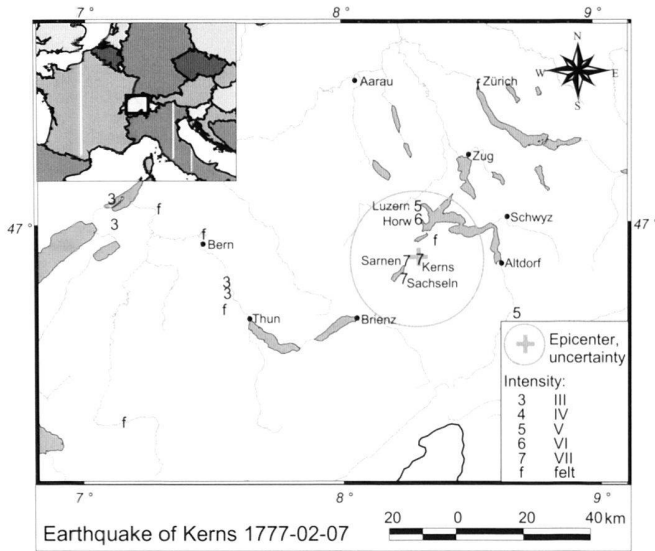 7° 8° 9°
N
W E
S
Aarau
f Zürich
Zug
3
f
3
Luzern 5
Horw 6
f
Schwyz
47° 47°
f
Bern
Sarnen 7 7 Kerns
7 Sachseln
Altdorf
3
3
f
Thun
Brienz
5
f
Epicenter,
uncertainty
Intensity:
3 III
4 IV
5 V
6 VI
7 VII
f felt
7° 8° 9°
Earthquake of Kerns 1777-02-07
20 0 20 40 km